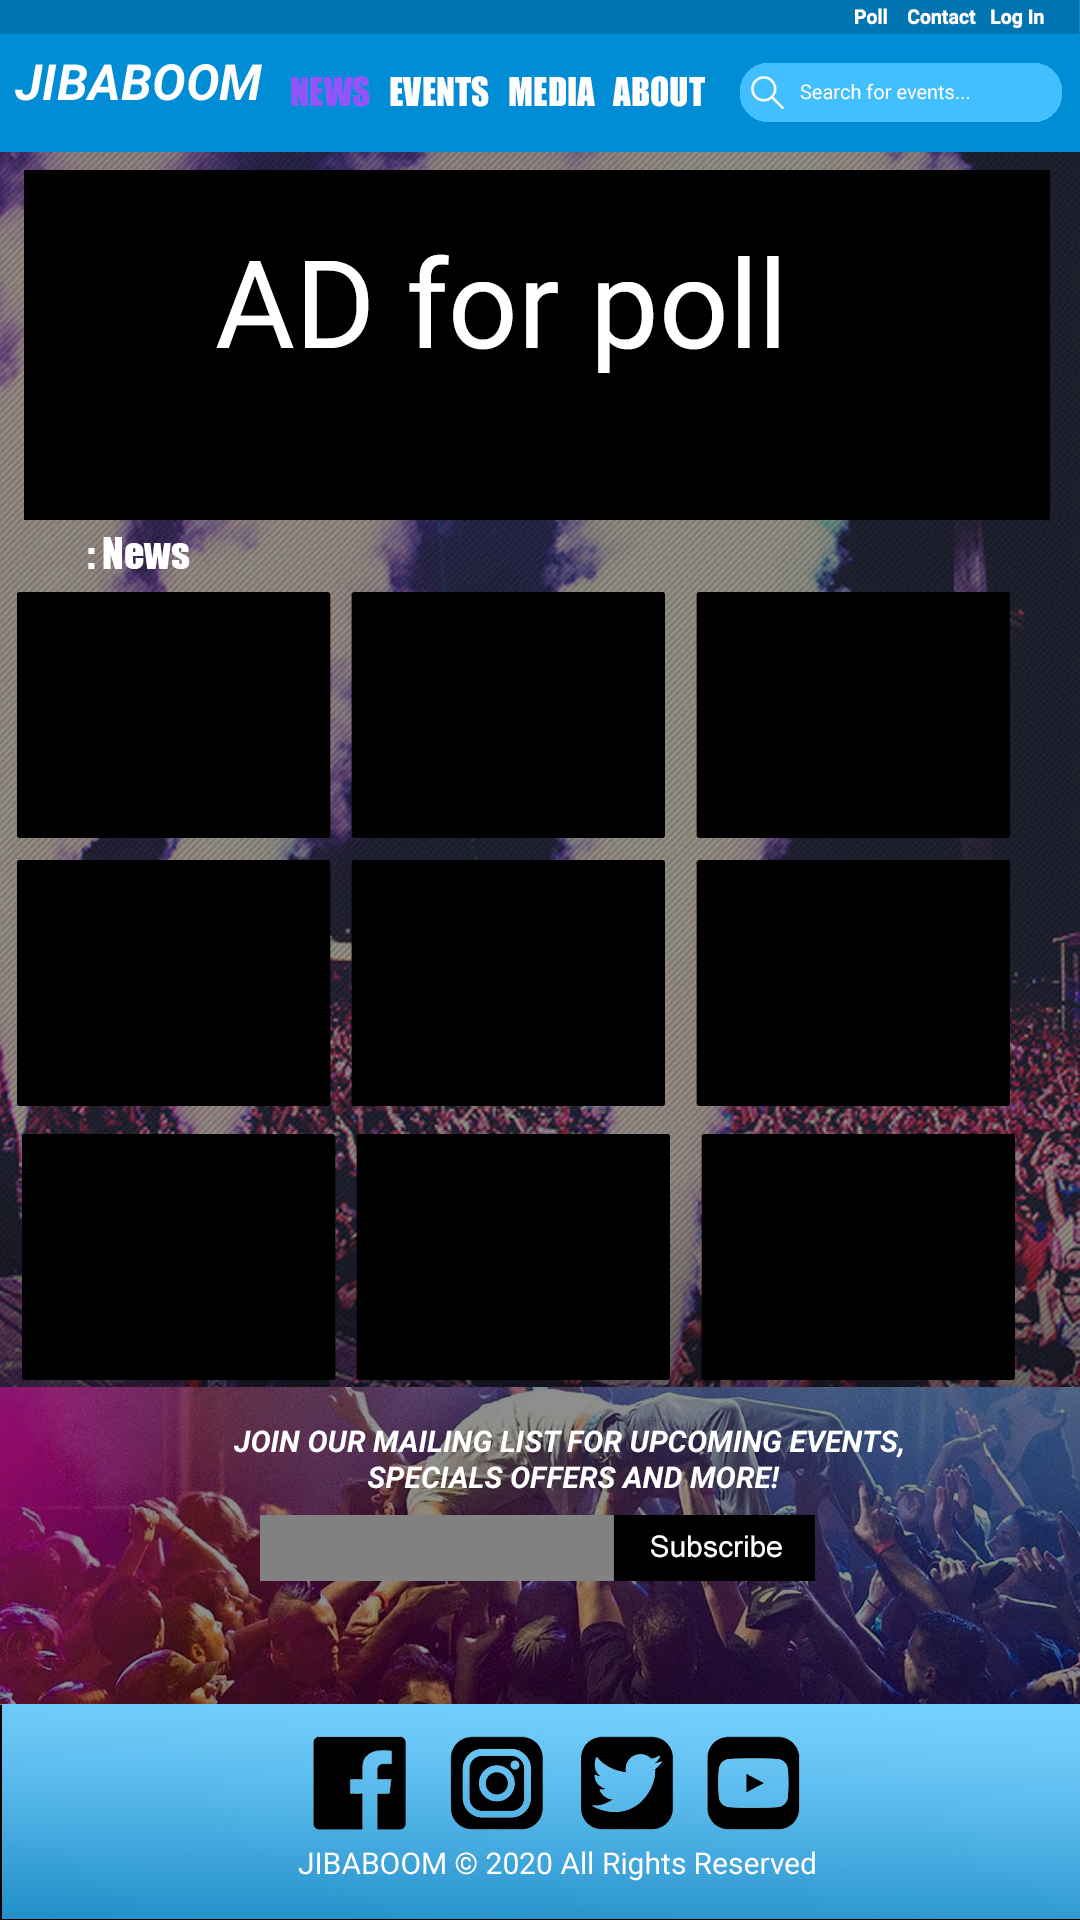 Poll Contact Log In
JIBABOOM NEWS EVENTS MEDIA ABOUT Search for events...
AD for poll
: News
JOIN OUR MAILING LIST FOR UPCOMING EVENTS,
SPECIALS OFFERS AND MORE!
Subscribe
JIBABOOM © 2020 All Rights Reserved